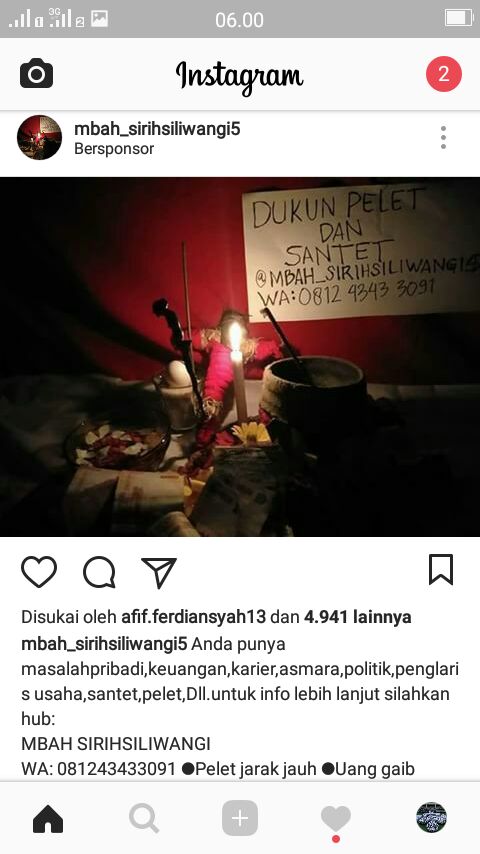 3G
1
2
06.00
Instagram
2
mbah_sirihsiliwangi5
Bersponsor
DUKUN PELET
DAN
SANTET
@MBAH_SIRIHSILIWANGI5
WA:0812 4343 3091
Disukai oleh afif.ferdiansyah13 dan 4.941 lainnya
mbah_sirihsiliwangi5 Anda punya
masalahpribadi,keuangan,karier,asmara,politik,penglari
s usaha,santet,pelet,Dll.untuk info lebih lanjut silahkan
hub:
MBAH SIRIHSILIWANGI
WA: 081243433091 ●Pelet jarak jauh ●Uang gaib